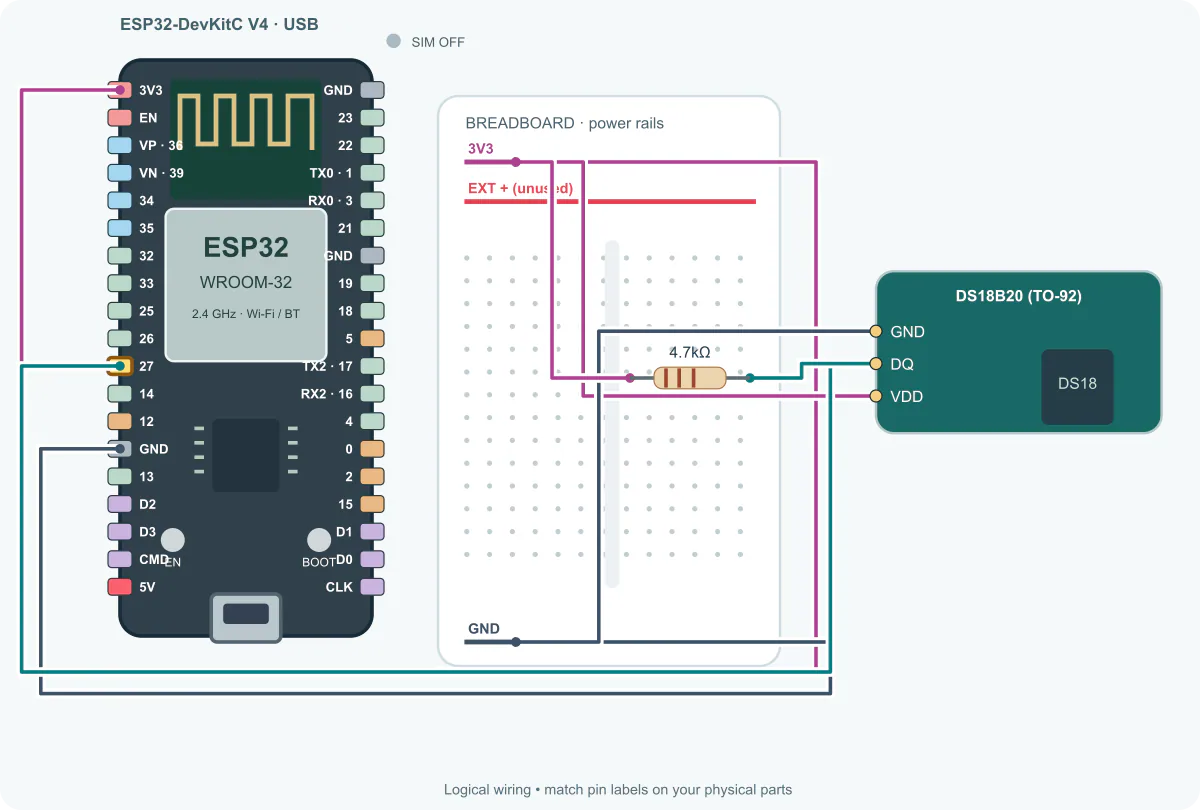 ESP32-DevKitC V4 · USB
SIM OFF
3V3
EN
VP · 36
VN · 39
34
35
32
33
25
26
27
14
12
GND
13
D2
D3
CMD
5V
GND
23
22
TX0 · 1
RX0 · 3
21
GND
19
18
5
TX2 · 17
RX2 · 16
4
0
2
15
D1
D0
CLK
ESP32
WROOM-32
2.4 GHz · Wi-Fi / BT
EN
BOOT
BREADBOARD · power rails
3V3
EXT + (unused)
4.7kΩ
GND
DS18B20 (TO-92)
GND
DQ
VDD
DS18
Logical wiring • match pin labels on your physical parts